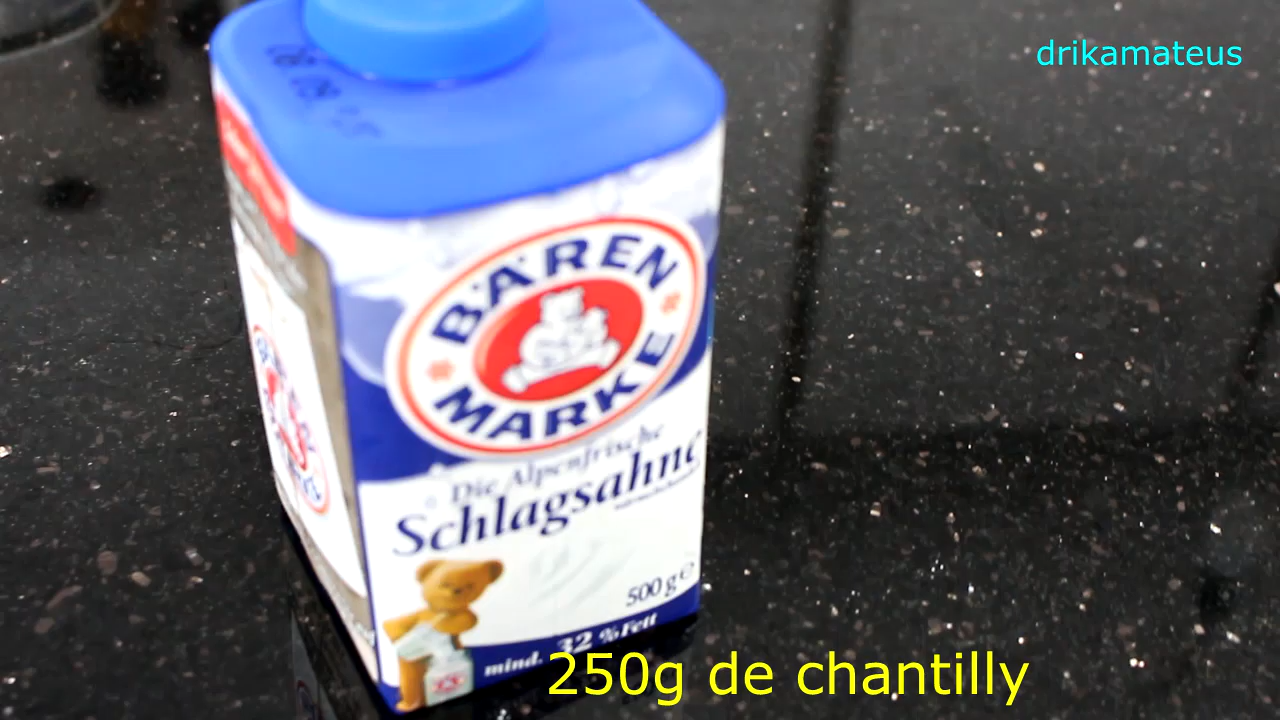 drikamateus
BÄREN
MARKE
Die Alpenfrische
Schlagsahne
500 g e
mind. 32 % Fett
250g de chantilly